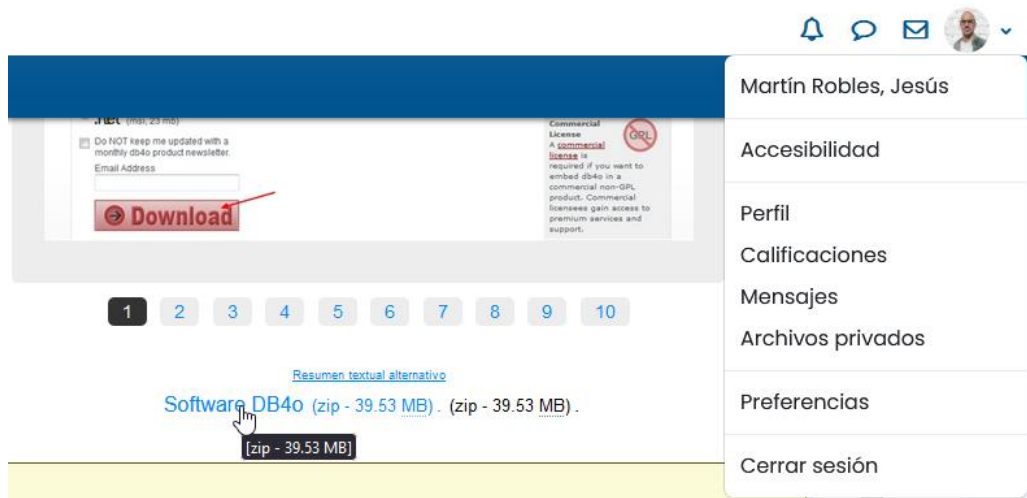 Martín Robles, Jesús
Accesibilidad
Perfil
Calificaciones
Mensajes
Archivos privados
Preferencias
Cerrar sesión
.net (msi, 23 mb)
Do NOT keep me updated with a
monthly db4o product newsletter.
Email Address
Download
Commercial
License
A commercial
license is
required if you want to
embed db4o in a
commercial non-GPL
product. Commercial
licensees gain access to
premium services and
support.
GPL
1 2 3 4 5 6 7 8 9 10
Resumen textual alternativo
Software DB4o (zip - 39.53 MB) . (zip - 39.53 MB) .
[zip - 39.53 MB]